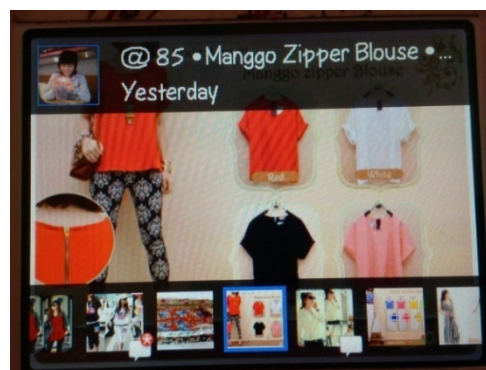 @ 85 •Manggo Zipper Blouse •...
Yesterday
Manggo Zipper Blouse
Red
White